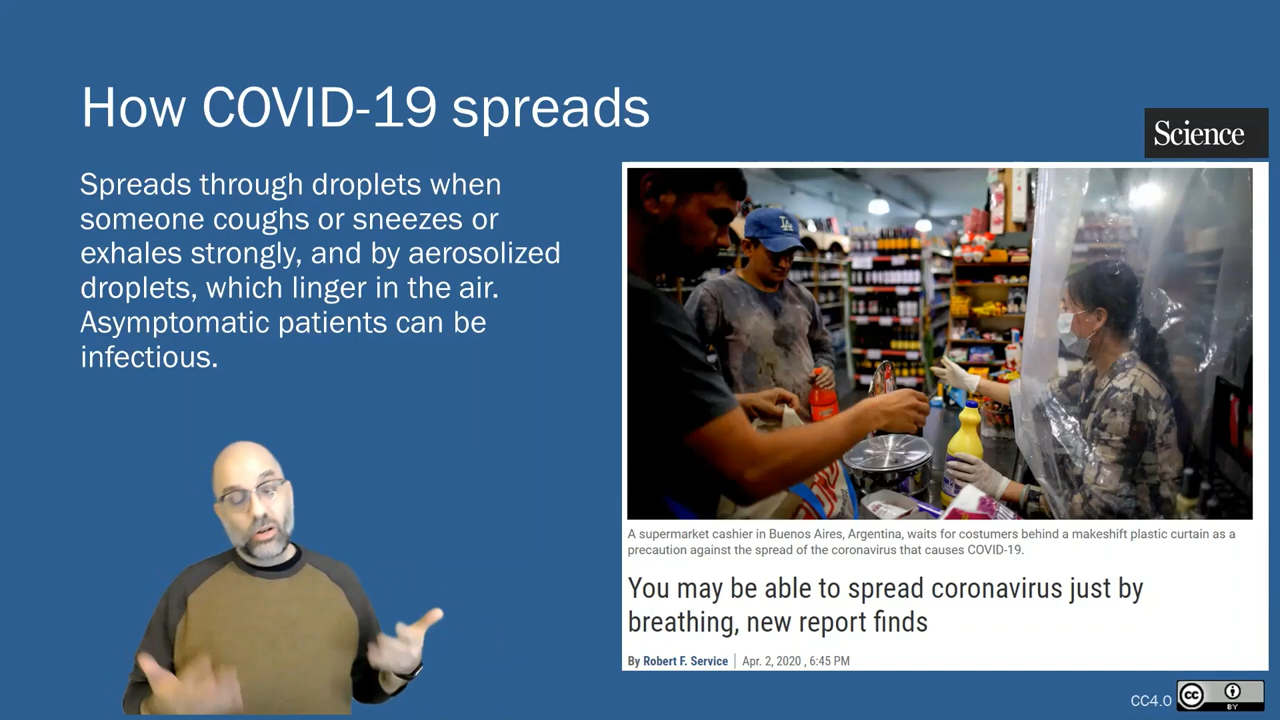 How COVID-19 spreads
Science
Spreads through droplets when
someone coughs or sneezes or
exhales strongly, and by aerosolized
droplets, which linger in the air.
Asymptomatic patients can be
infectious.
LA
A supermarket cashier in Buenos Aires, Argentina, waits for costumers behind a makeshift plastic curtain as a
precaution against the spread of the coronavirus that causes COVID-19.
You may be able to spread coronavirus just by
breathing, new report finds
By Robert F. Service | Apr. 2, 2020 , 6:45 PM
CC4.0
cc
BY